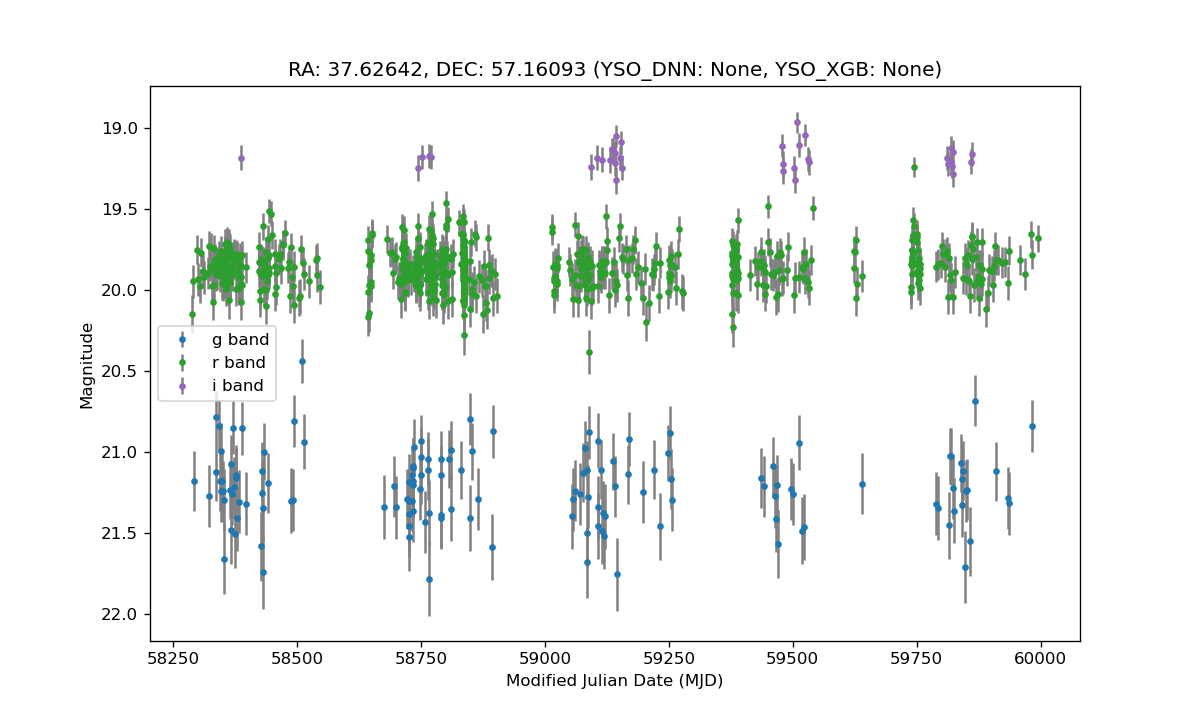 RA: 37.62642, DEC: 57.16093 (YSO_DNN: None, YSO_XGB: None)
19.0
19.5
20.0
20.5
21.0
21.5
22.0
Magnitude
g band
r band
i band
58250 58500 58750 59000 59250 59500 59750 60000
Modified Julian Date (MJD)